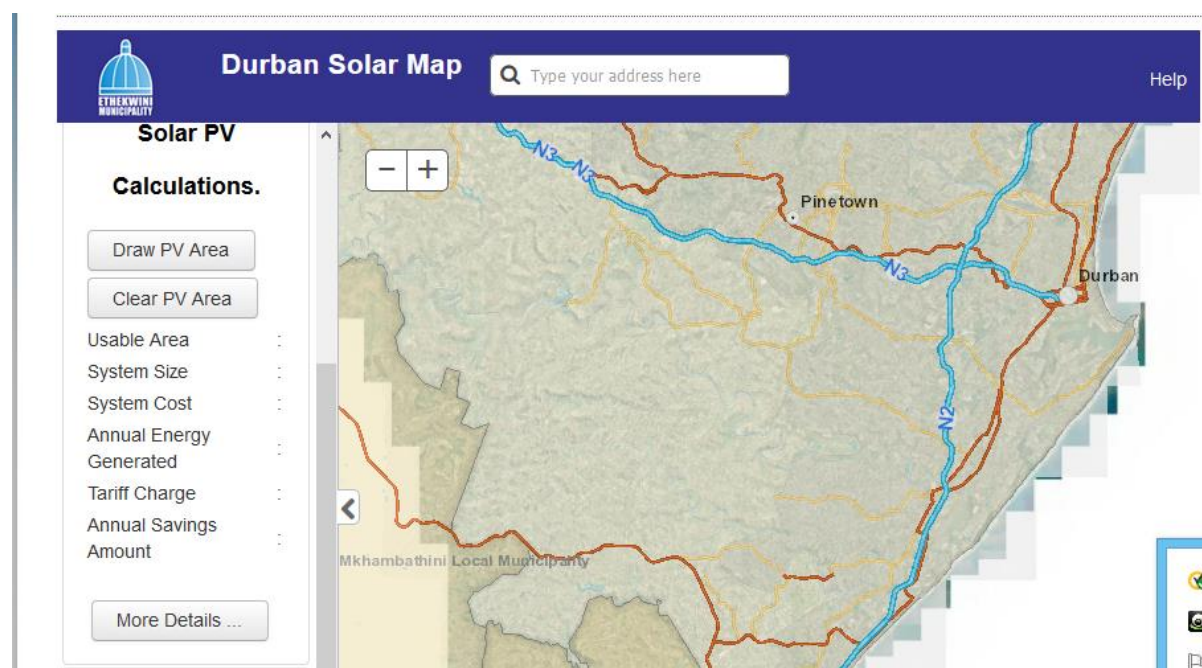 Durban Solar Map
Type your address here
Help
ETHEKWINI
MUNICIPALITY
Solar PV
Calculations.
Draw PV Area
Clear PV Area
Usable Area :
System Size :
System Cost :
Annual Energy
Generated :
Tariff Charge :
Annual Savings
Amount :
More Details ...
− +
N3
N3
Pinetown
N3
Durban
N2
Mkhambathini Local Municipality